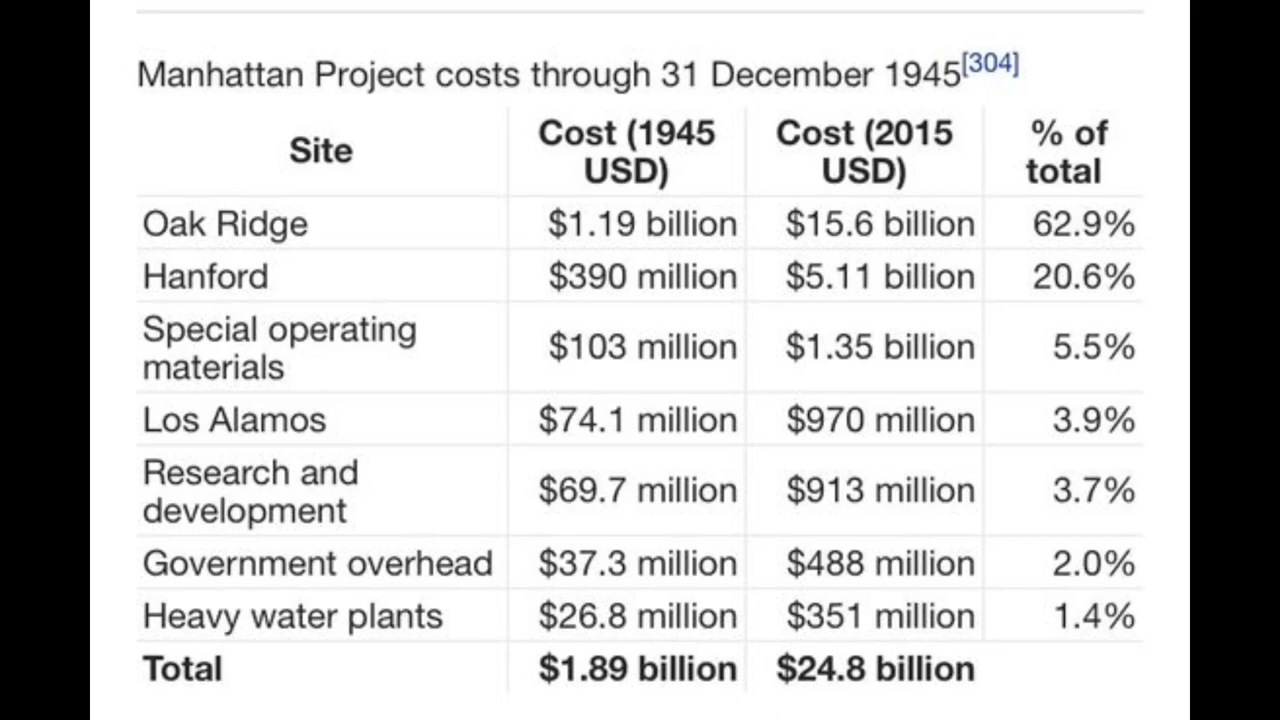 Manhattan Project costs through 31 December 1945[304]
Site Cost (1945 USD) Cost (2015 USD) % of total
Oak Ridge $1.19 billion $15.6 billion 62.9%
Hanford $390 million $5.11 billion 20.6%
Special operating materials $103 million $1.35 billion 5.5%
Los Alamos $74.1 million $970 million 3.9%
Research and development $69.7 million $913 million 3.7%
Government overhead $37.3 million $488 million 2.0%
Heavy water plants $26.8 million $351 million 1.4%
Total $1.89 billion $24.8 billion